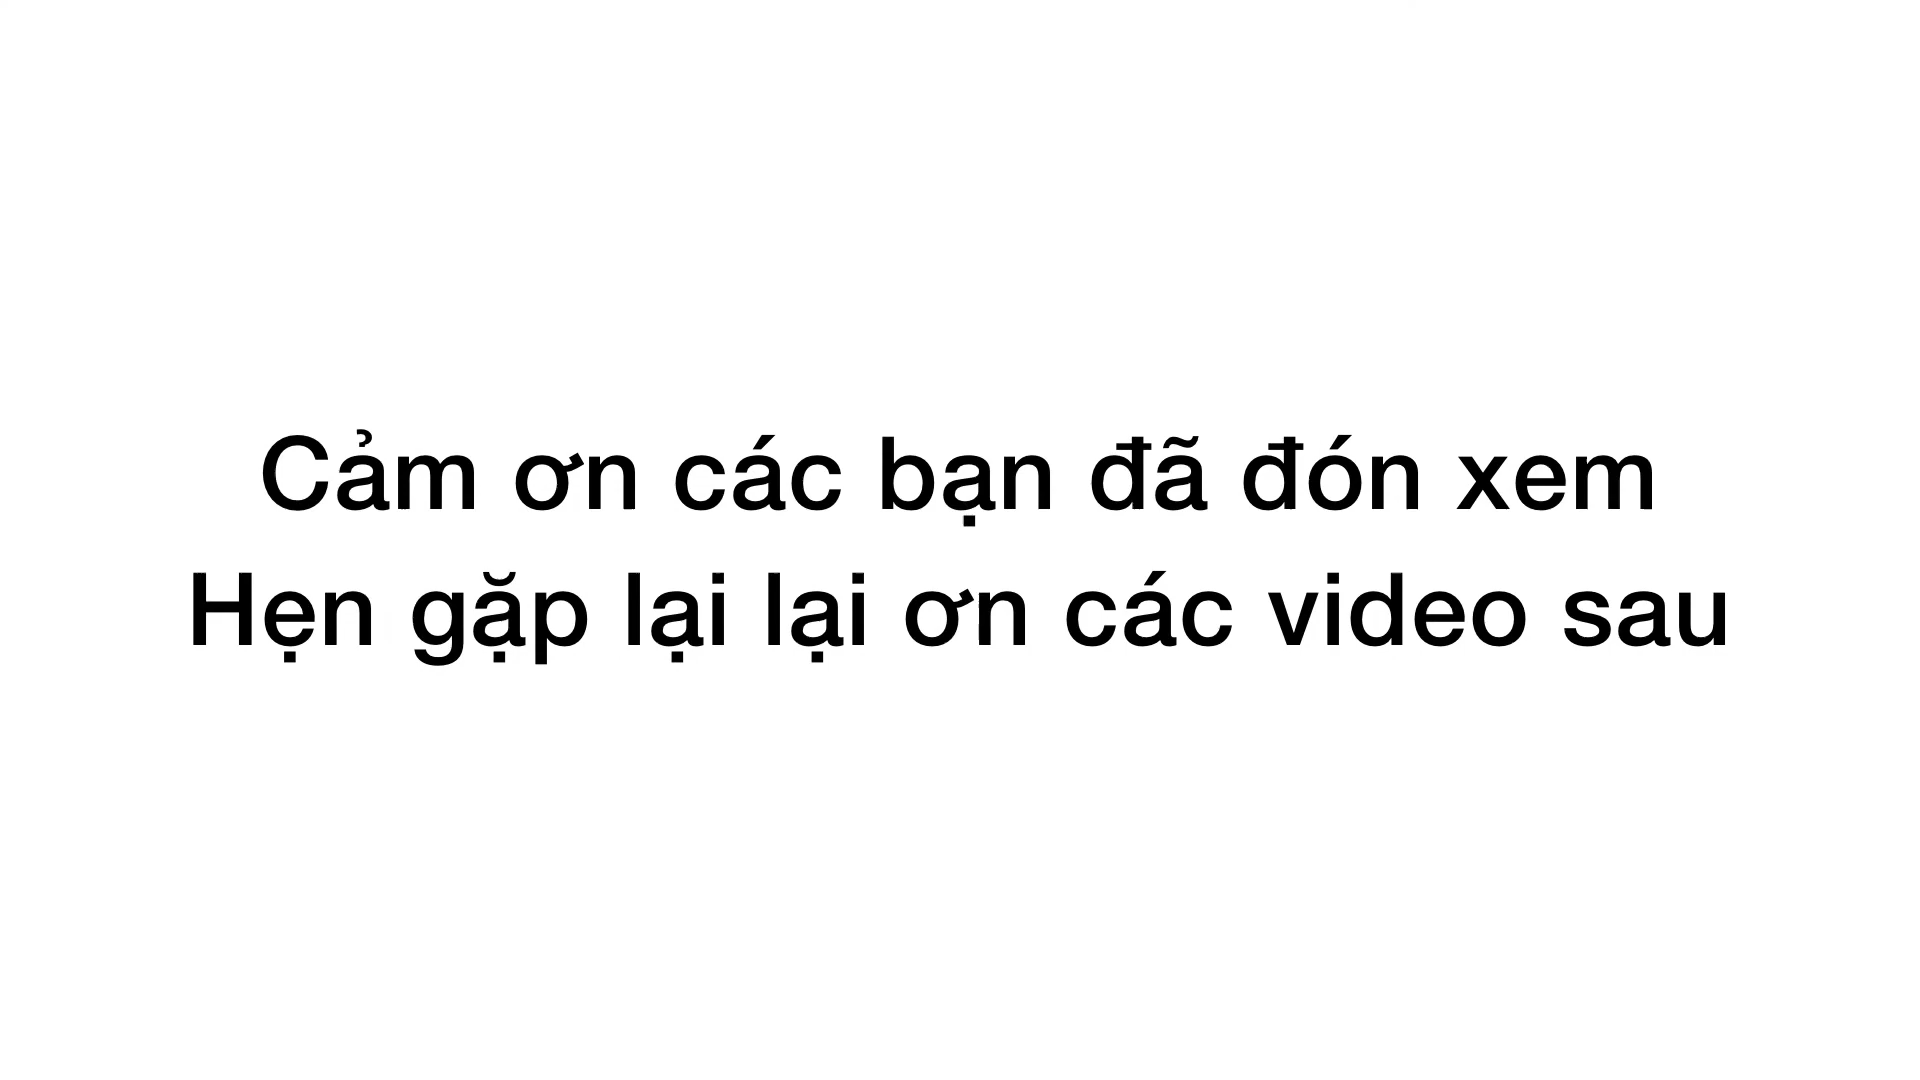 Cảm ơn các bạn đã đón xem
Hẹn gặp lại lại ơn các video sau